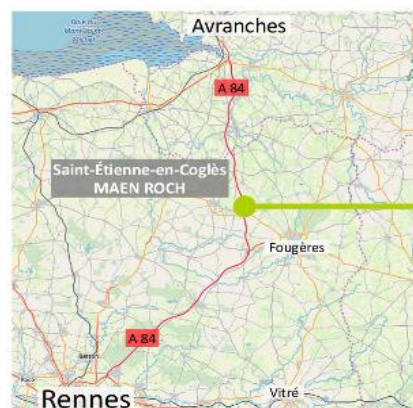 Avranches
A 84
Saint-Étienne-en-Coglès
MAEN ROCH
Fougères
A 84
Rennes
Vitré